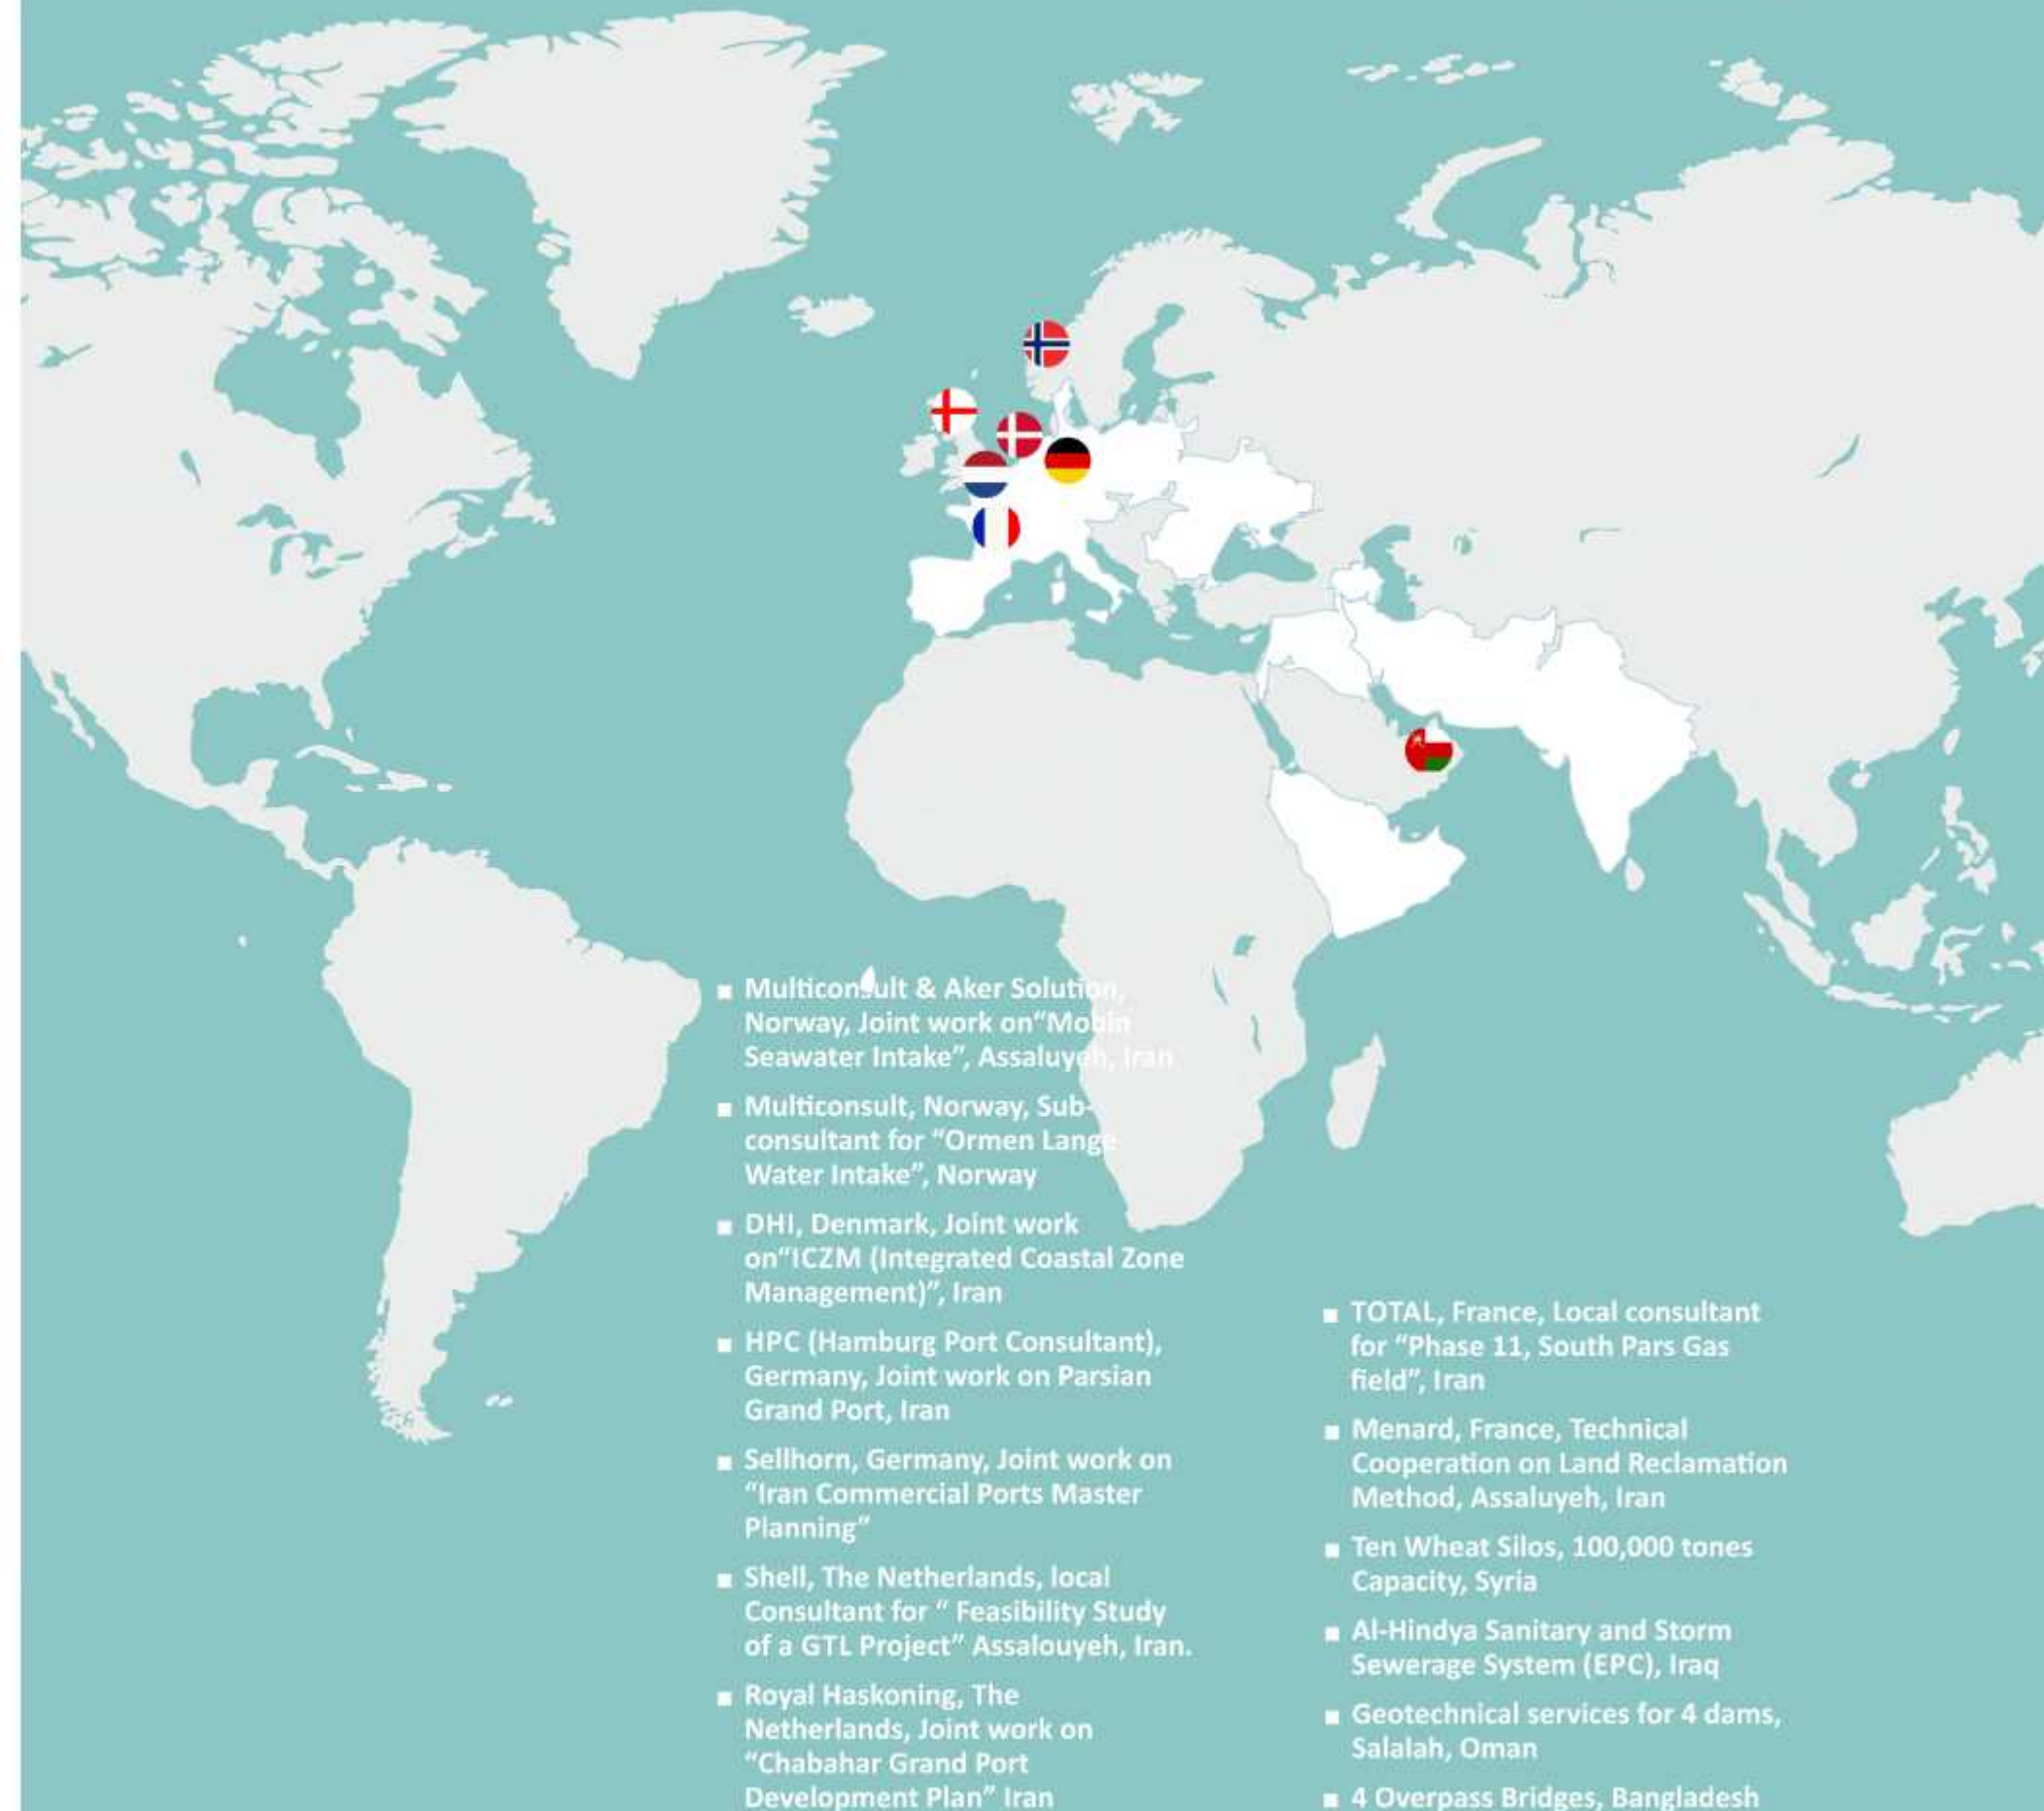 ■ Multiconsult & Aker Solution,
Norway, Joint work on“Mobin
Seawater Intake”, Assaluyeh, Iran
■ Multiconsult, Norway, Sub-
consultant for “Ormen Lange
Water Intake”, Norway
■ DHI, Denmark, Joint work
on“ICZM (Integrated Coastal Zone
Management)”, Iran
■ HPC (Hamburg Port Consultant),
Germany, Joint work on Parsian
Grand Port, Iran
■ Sellhorn, Germany, Joint work on
“Iran Commercial Ports Master
Planning”
■ Shell, The Netherlands, local
Consultant for “ Feasibility Study
of a GTL Project” Assalouyeh, Iran.
■ Royal Haskoning, The
Netherlands, Joint work on
“Chabahar Grand Port
Development Plan” Iran
■ TOTAL, France, Local consultant
for “Phase 11, South Pars Gas
field”, Iran
■ Menard, France, Technical
Cooperation on Land Reclamation
Method, Assaluyeh, Iran
■ Ten Wheat Silos, 100,000 tones
Capacity, Syria
■ Al-Hindya Sanitary and Storm
Sewerage System (EPC), Iraq
■ Geotechnical services for 4 dams,
Salalah, Oman
■ 4 Overpass Bridges, Bangladesh